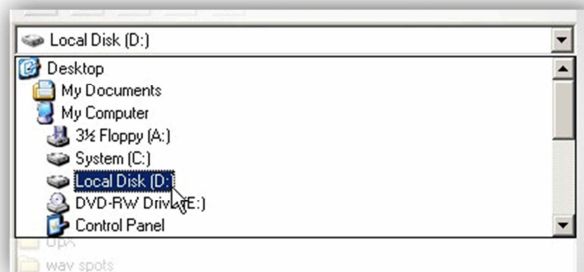 Local Disk (D:)
Desktop
My Documents
My Computer
3½ Floppy (A:)
System (C:)
Local Disk (D:
DVD-RW Drive (E:)
Control Panel
UpX
wav spots